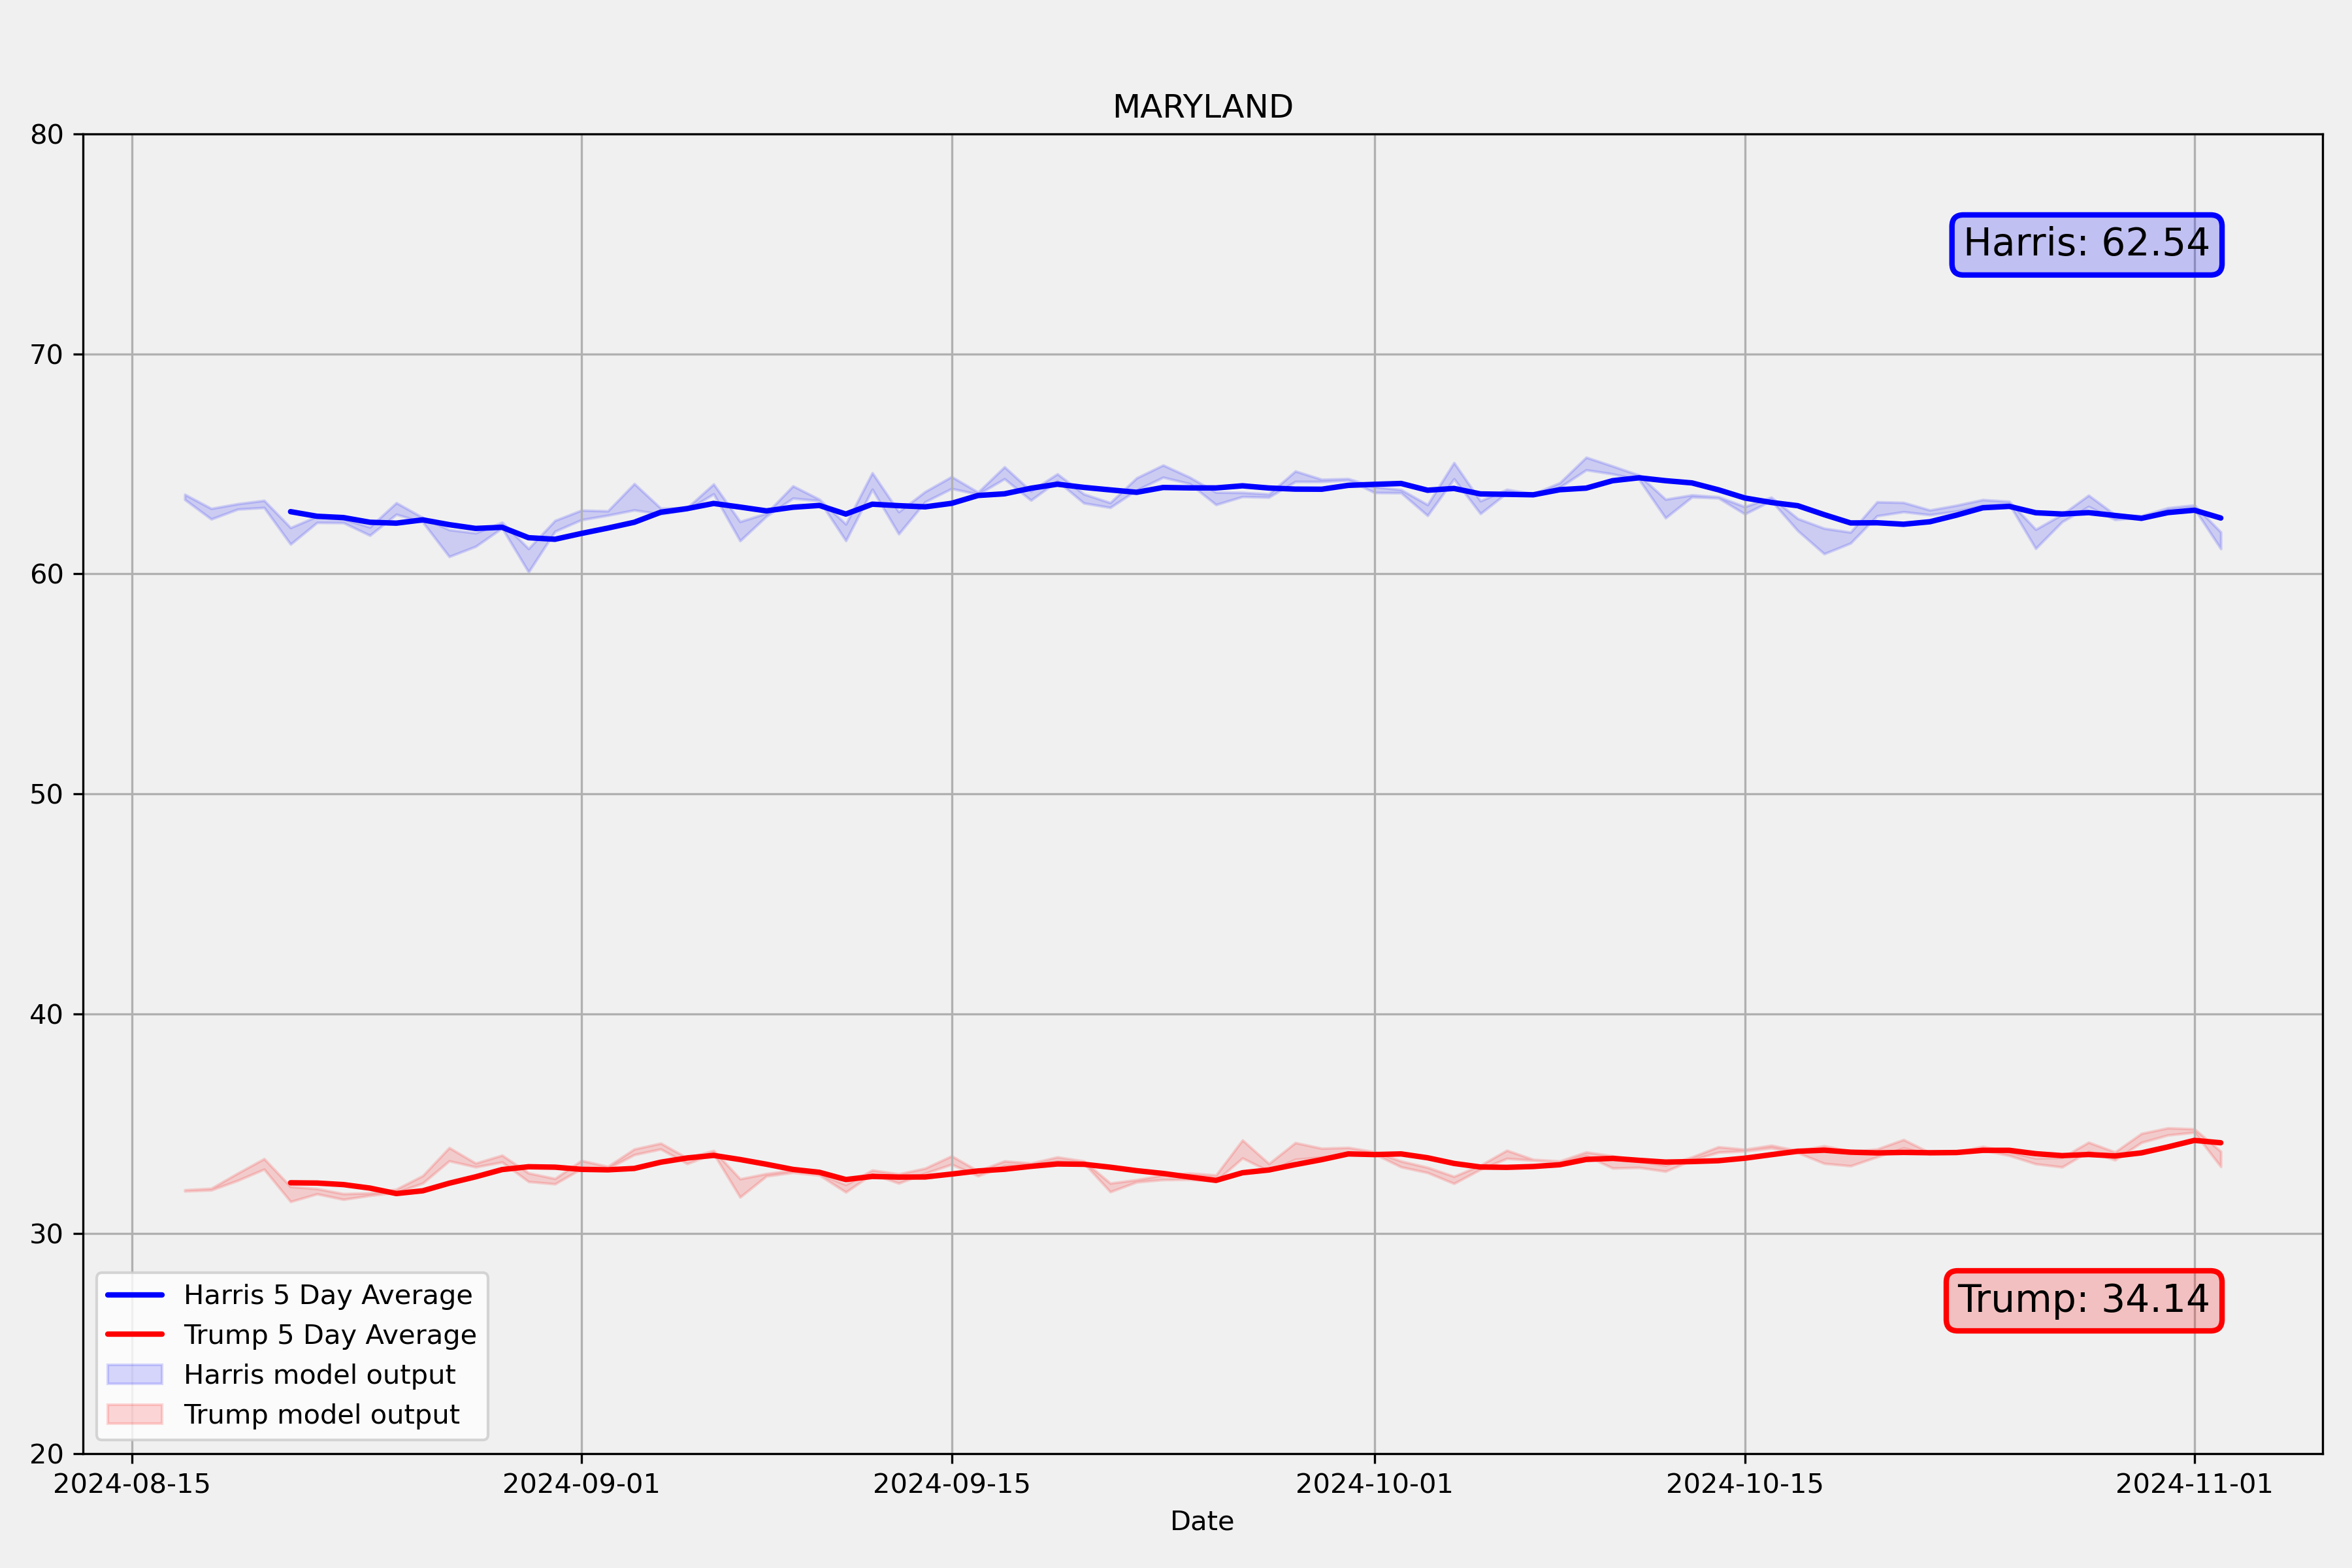 MARYLAND
80
70
60
50
40
30
20
Harris: 62.54
Trump: 34.14
Harris 5 Day Average
Trump 5 Day Average
Harris model output
Trump model output
2024-08-15 2024-09-01 2024-09-15 2024-10-01 2024-10-15 2024-11-01
Date